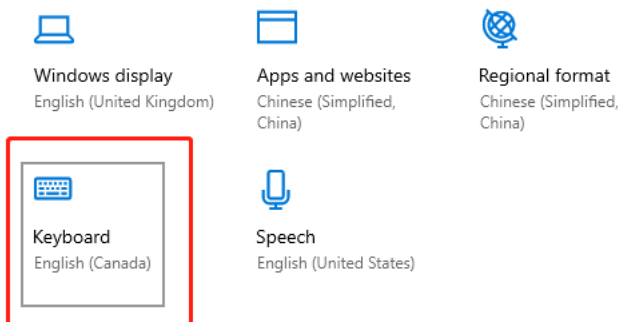 Windows display
English (United Kingdom)
Apps and websites
Chinese (Simplified,
China)
Regional format
Chinese (Simplified,
China)
Keyboard
English (Canada)
Speech
English (United States)